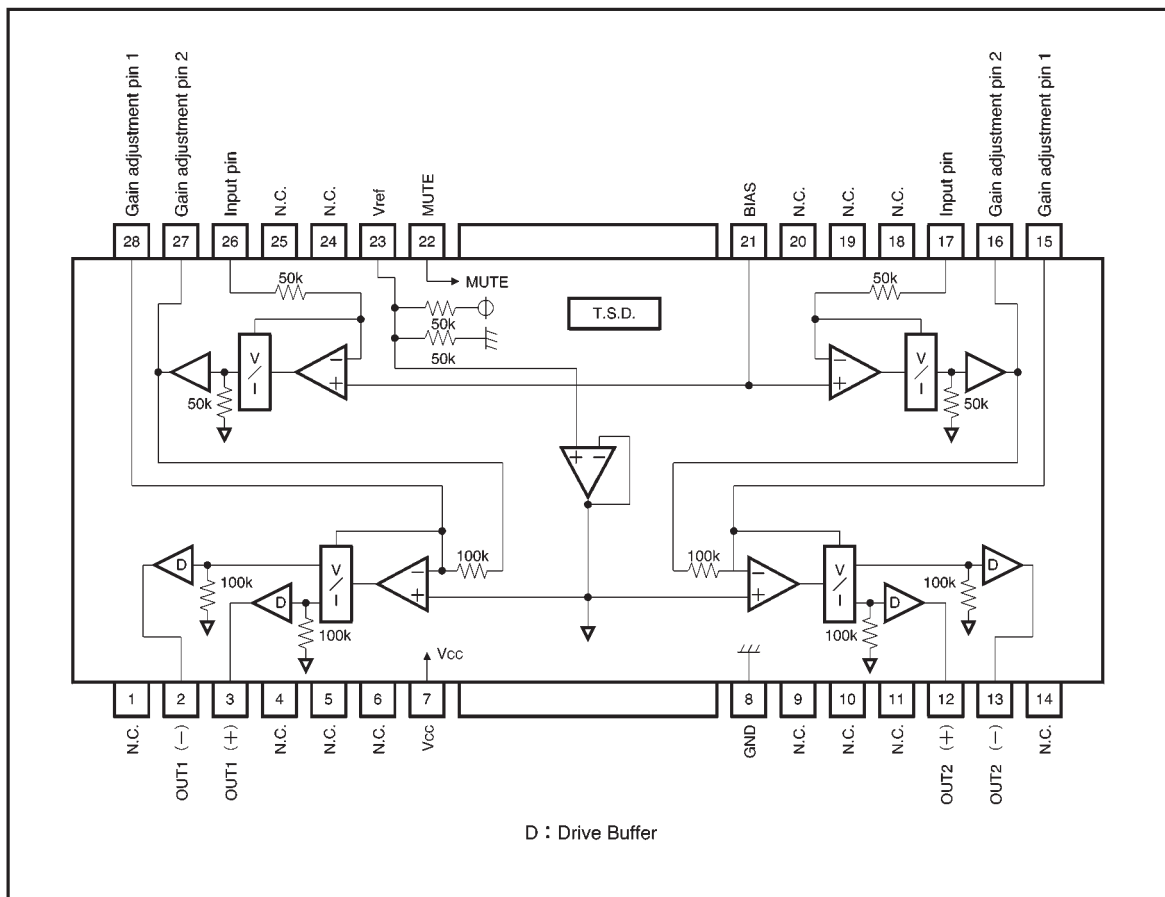 Gain adjustment pin 1
Gain adjustment pin 2
Input pin
N.C.
N.C.
Vref
MUTE
BIAS
N.C.
N.C.
N.C.
Input pin
Gain adjustment pin 2
Gain adjustment pin 1
28
27
26
25
24
23
22
21
20
19
18
17
16
15
50k
MUTE
50k
50k
T.S.D.
50k
V/I
−
+
50k
−
+
V/I
50k
+ −
D
100k
D
100k
V/I
−
+
100k
100k
−
+
V/I
D
100k
D
100k
Vcc
1
2
3
4
5
6
7
8
9
10
11
12
13
14
N.C.
OUT1 (−)
OUT1 (+)
N.C.
N.C.
N.C.
Vcc
GND
N.C.
N.C.
N.C.
OUT2 (+)
OUT2 (−)
N.C.
D : Drive Buffer